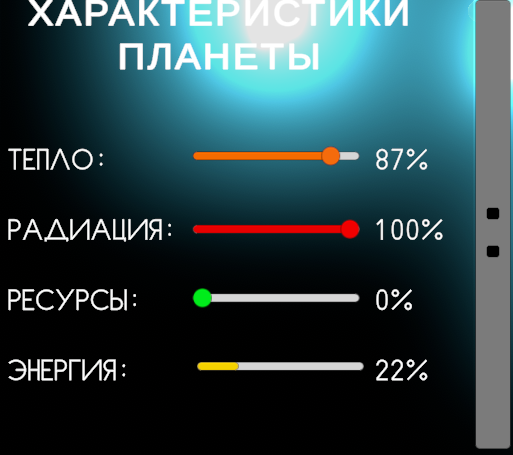 ХАРАКТЕРИСТИКИ
ПЛАНЕТЫ
ТЕПЛО: 87%
РАДИАЦИЯ: 100%
РЕСУРСЫ: 0%
ЭНЕРГИЯ: 22%